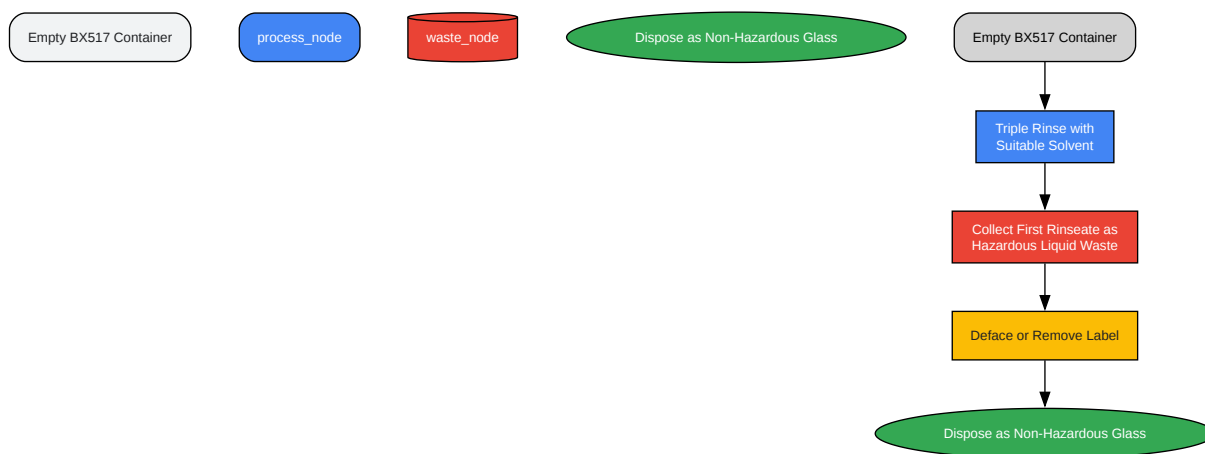 Empty BX517 Container
process_node
waste_node
Dispose as Non-Hazardous Glass
Empty BX517 Container
Triple Rinse with
Suitable Solvent
Collect First Rinseate as
Hazardous Liquid Waste
Deface or Remove Label
Dispose as Non-Hazardous Glass